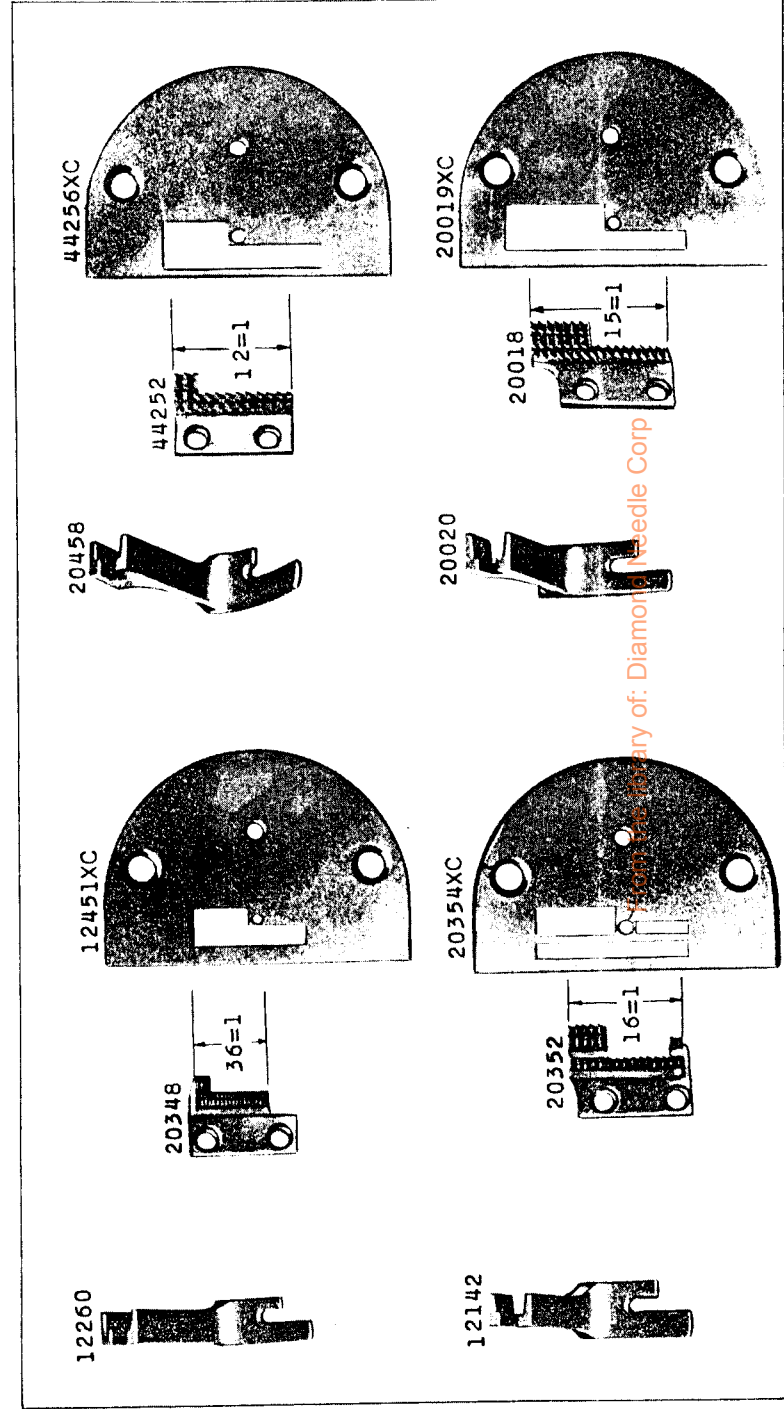 12260
20348
36=1
12451XC
20458
44252
12=1
44256XC
12142
20352
16=1
20354XC
20020
20018
15=1
20019XC
From the library of: Diamond Needle Corp